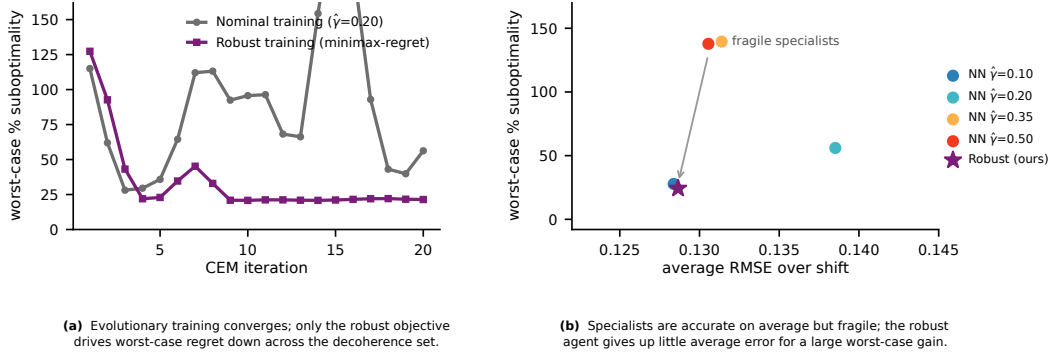 worst-case % suboptimality
150
125
100
75
50
25
0
5
10
15
20
CEM iteration
Nominal training (γ̂=0.20)
Robust training (minimax-regret)
(a) Evolutionary training converges; only the robust objective
drives worst-case regret down across the decoherence set.
worst-case % suboptimality
150
100
50
0
0.125
0.130
0.135
0.140
0.145
average RMSE over shift
fragile specialists
NN γ̂=0.10
NN γ̂=0.20
NN γ̂=0.35
NN γ̂=0.50
Robust (ours)
(b) Specialists are accurate on average but fragile; the robust
agent gives up little average error for a large worst-case gain.